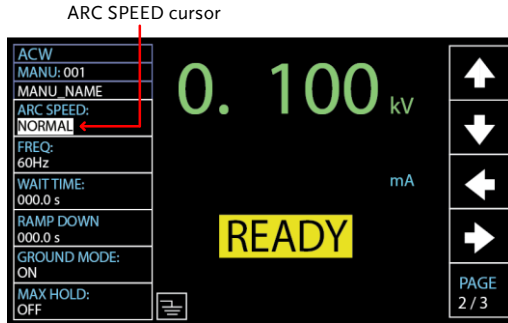 ARC SPEED cursor
ACW
MANU: 001
MANU_NAME
ARC SPEED:
NORMAL
FREQ:
60Hz
WAIT TIME:
000.0 s
RAMP DOWN
000.0 s
GROUND MODE:
ON
MAX HOLD:
OFF
0. 100 kV
mA
READY
PAGE
2 / 3